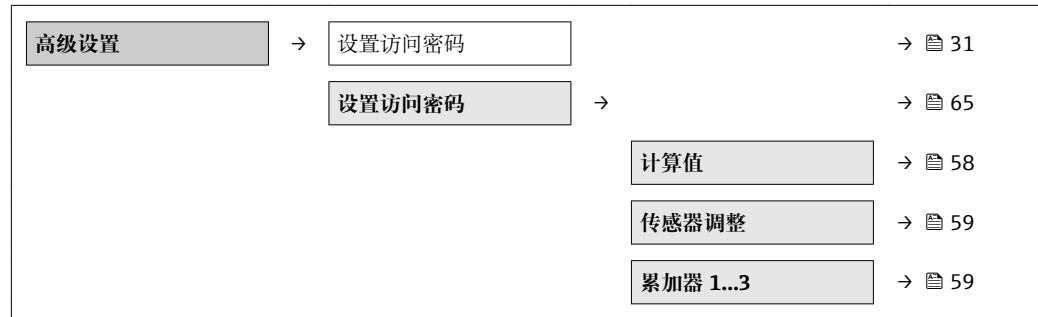 高级设置 → 设置访问密码 → 31
设置访问密码 → → 65
计算值 → 58
传感器调整 → 59
累加器 1...3 → 59